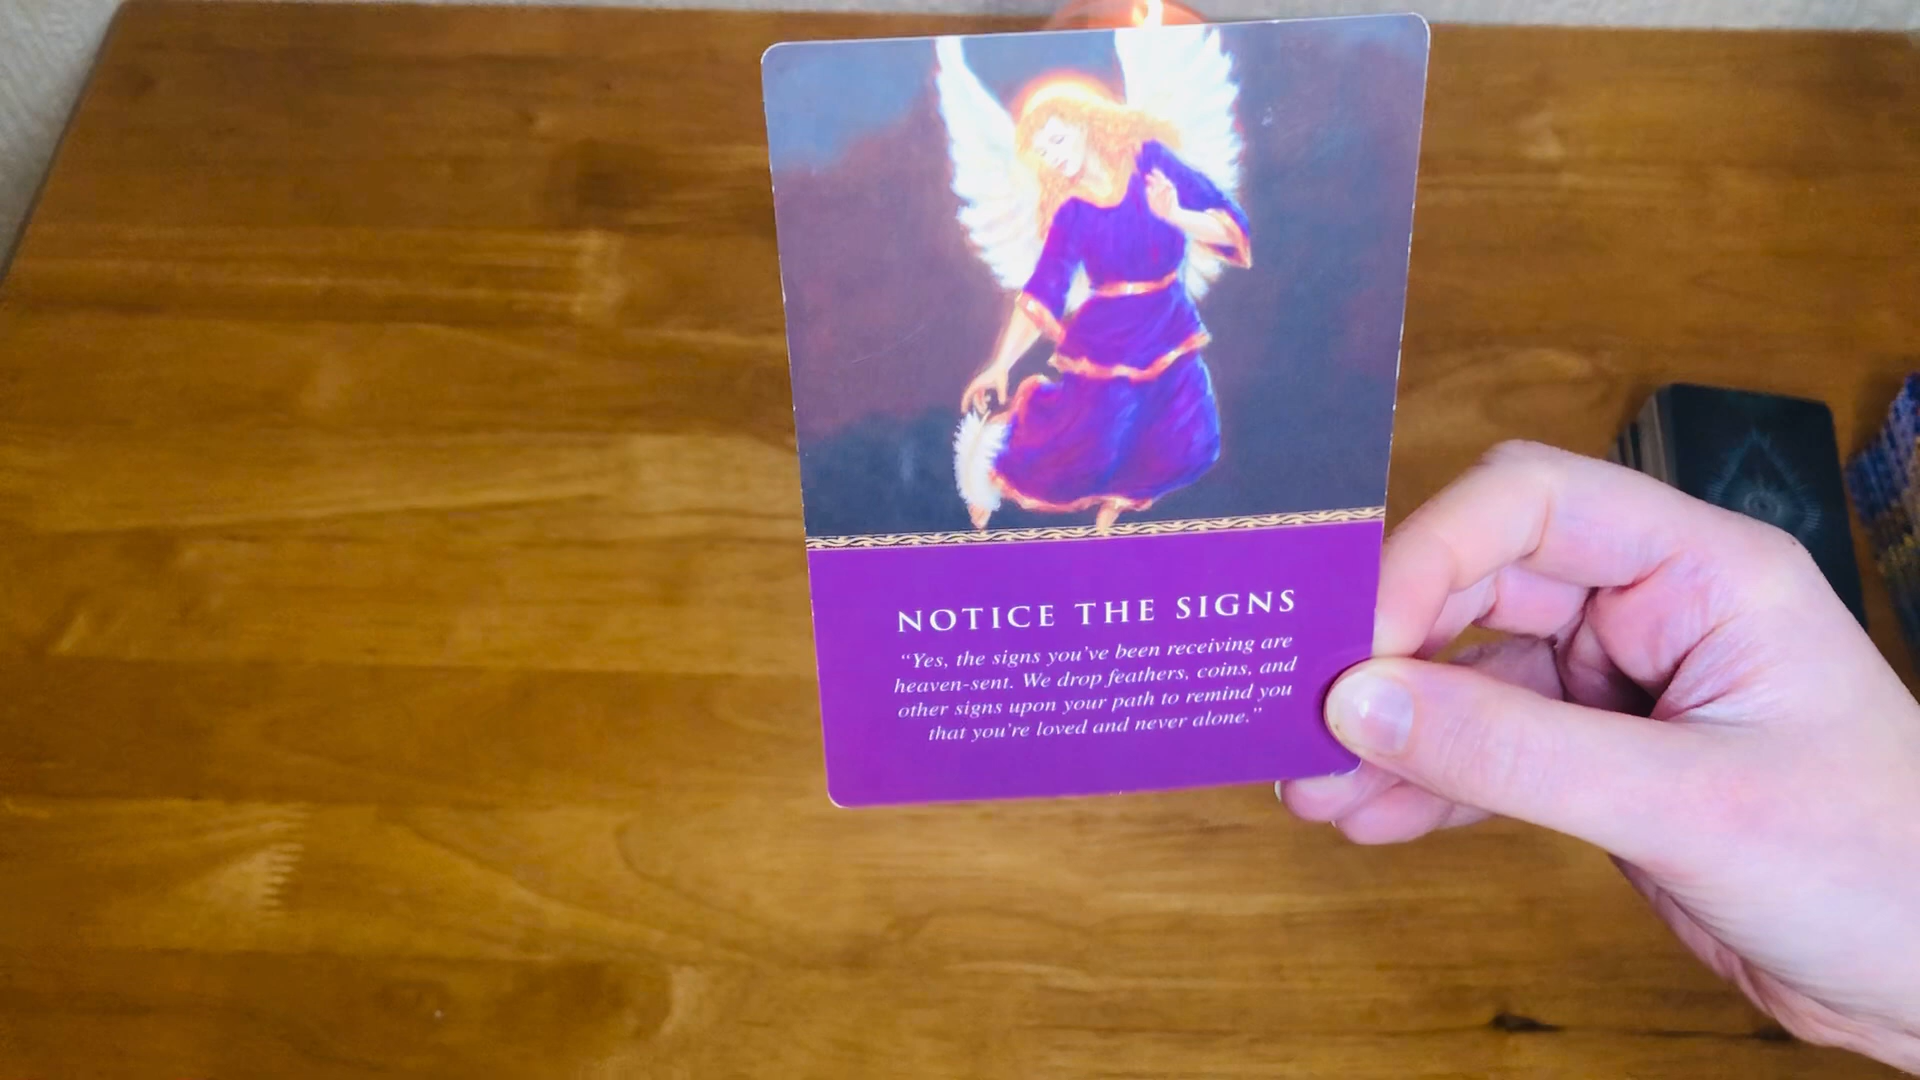 NOTICE THE SIGNS
“Yes, the signs you’ve been receiving are
heaven-sent. We drop feathers, coins, and
other signs upon your path to remind you
that you’re loved and never alone.”